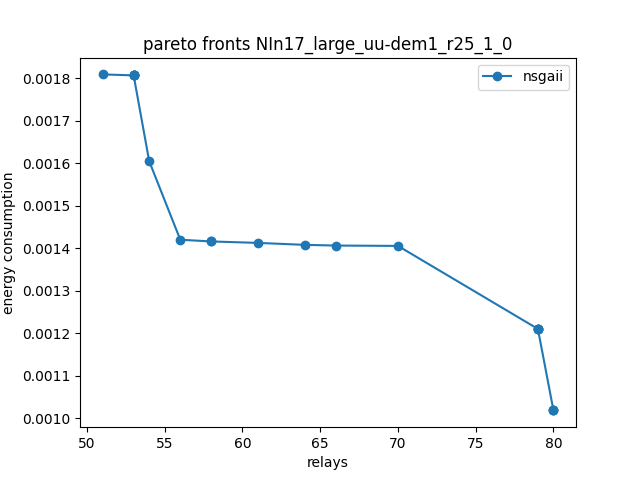 pareto fronts NIn17_large_uu-dem1_r25_1_0
nsgaii
0.0018
0.0017
0.0016
0.0015
0.0014
0.0013
0.0012
0.0011
0.0010
energy consumption
50 55 60 65 70 75 80
relays